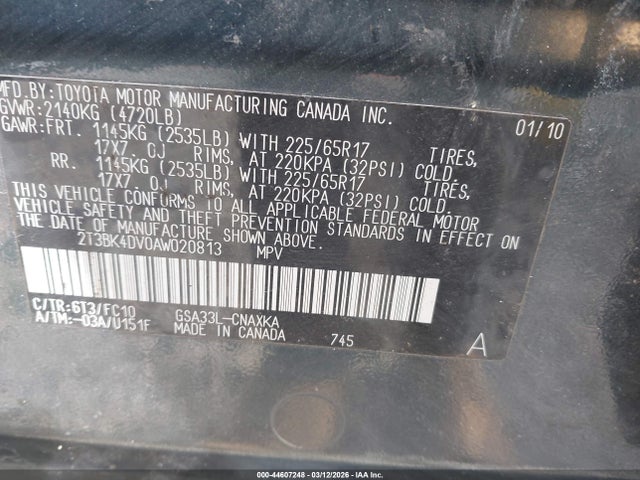 MFD.BY:TOYOTA MOTOR MANUFACTURING CANADA INC.
GVWR:2140KG (4720LB) 01/10
GAWR:FRT. 1145KG (2535LB) WITH 225/65R17 TIRES,
17X7. 0J RIMS, AT 220KPA (32PSI) COLD.
RR. 1145KG (2535LB) WITH 225/65R17 TIRES,
17X7. 0J RIMS, AT 220KPA (32PSI) COLD.
THIS VEHICLE CONFORMS TO ALL APPLICABLE FEDERAL MOTOR
VEHICLE SAFETY AND THEFT PREVENTION STANDARDS IN EFFECT ON
THE DATE OF MANUFACTURE SHOWN ABOVE.
2T3BK4DV0AW020813 MPV
C/TR:6T3/FC10 GSA33L-CNAXKA
A/TM:-03A/U151F MADE IN CANADA 745 A
000-44607248 - 03/12/2026 - IAA Inc.